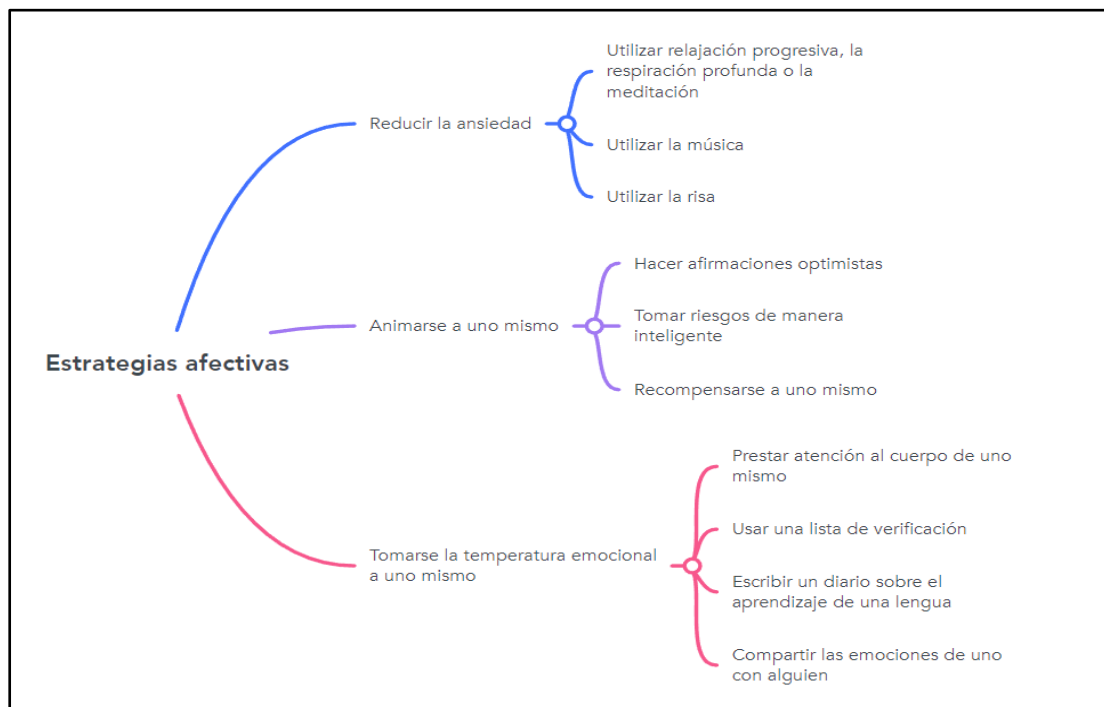 Estrategias afectivas
Reducir la ansiedad
Utilizar relajación progresiva, la
respiración profunda o la
meditación
Utilizar la música
Utilizar la risa
Animarse a uno mismo
Hacer afirmaciones optimistas
Tomar riesgos de manera
inteligente
Recompensarse a uno mismo
Tomarse la temperatura emocional
a uno mismo
Prestar atención al cuerpo de uno
mismo
Usar una lista de verificación
Escribir un diario sobre el
aprendizaje de una lengua
Compartir las emociones de uno
con alguien